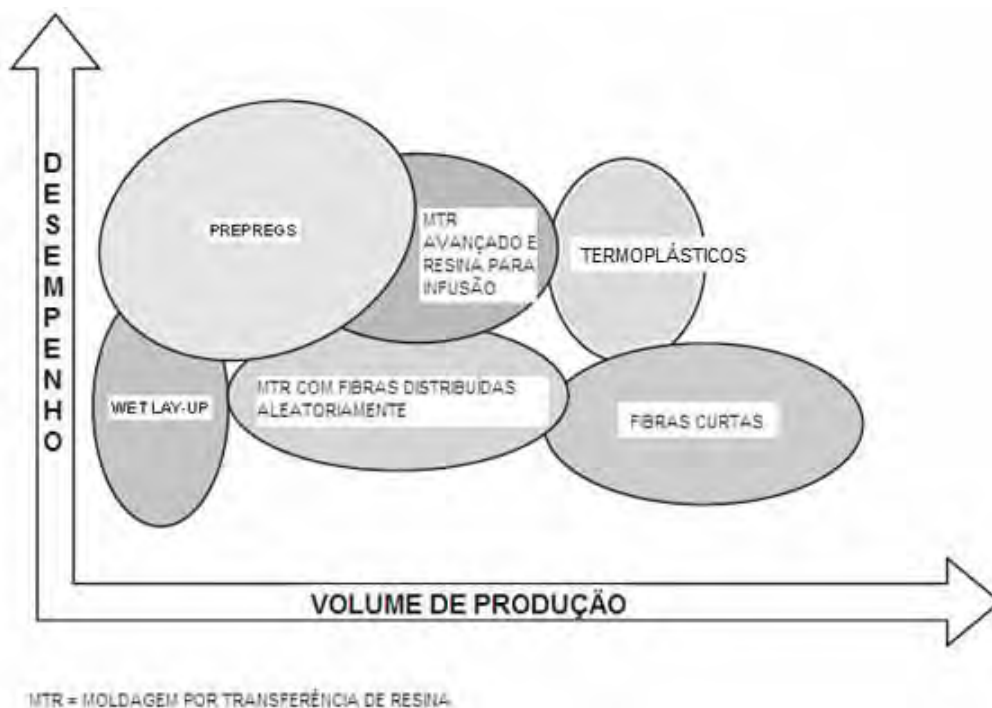 DESEMPENHO
PREPREGS
MTR
AVANÇADO E
RESINA PARA
INFUSÃO
TERMOPLÁSTICOS
WET LAY-UP
MTR COM FIBRAS DISTRIBUÍDAS
ALEATORIAMENTE
FIBRAS CURTAS
VOLUME DE PRODUÇÃO
MTR = MOLDAGEM POR TRANSFERÊNCIA DE RESINA